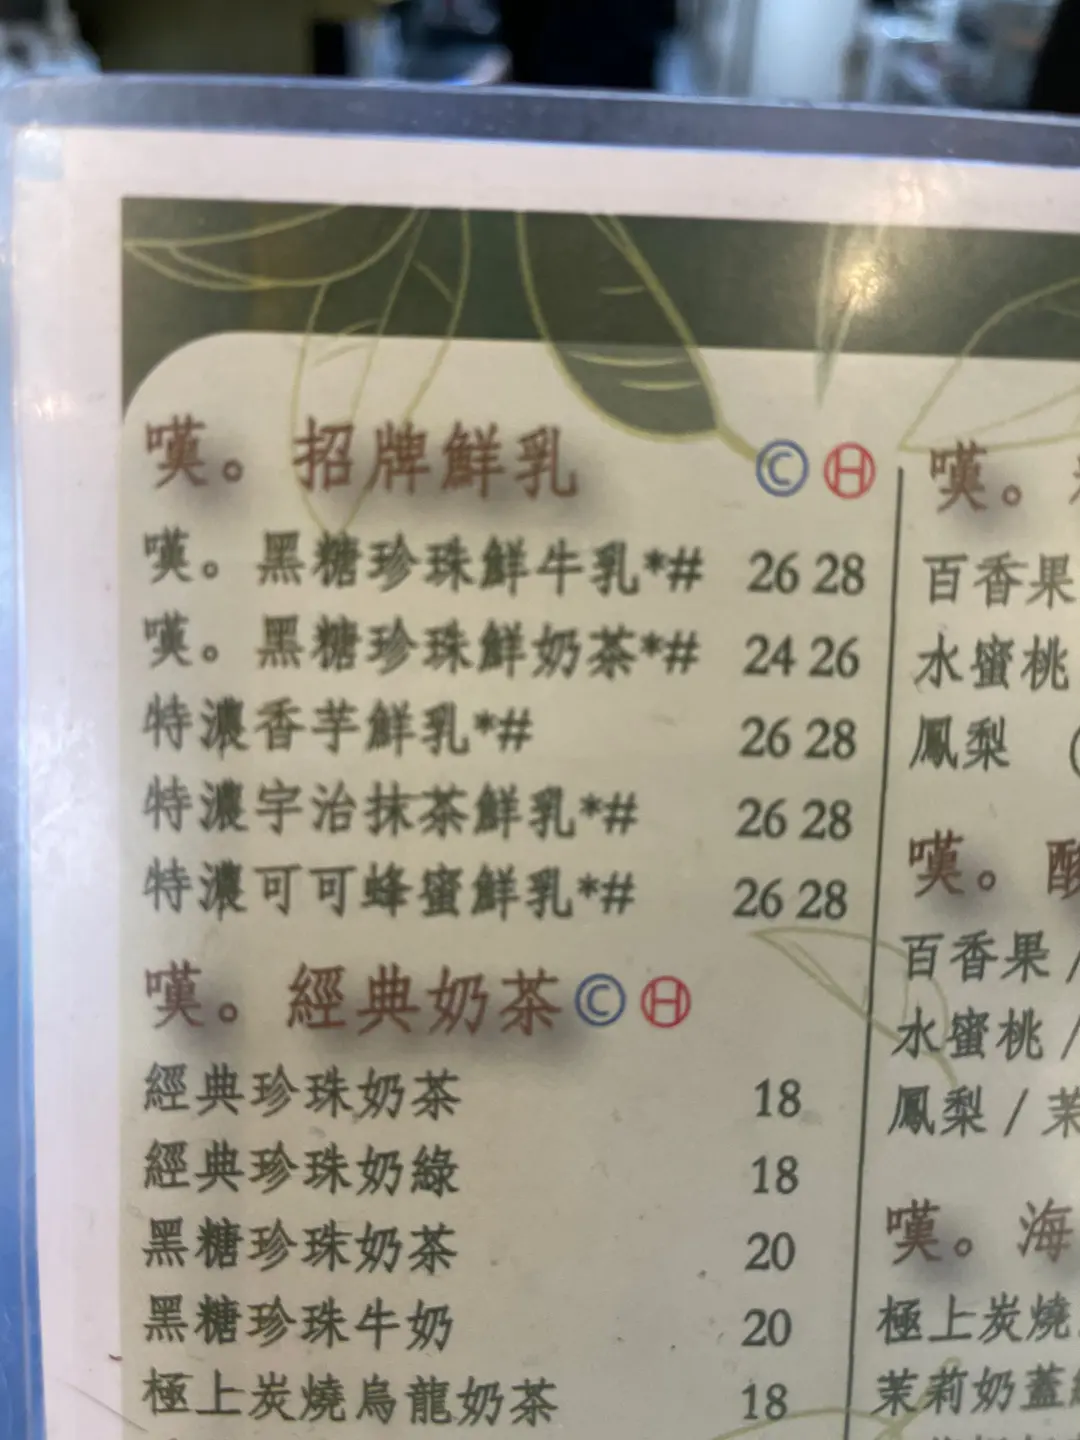 嘆。招牌鮮乳 Ⓒ Ⓗ
嘆。黑糖珍珠鮮牛乳*# 26 28
嘆。黑糖珍珠鮮奶茶*# 24 26
特濃香芋鮮乳*# 26 28
特濃宇治抹茶鮮乳*# 26 28
特濃可可蜂蜜鮮乳*# 26 28
嘆。經典奶茶 Ⓒ Ⓗ
經典珍珠奶茶 18
經典珍珠奶綠 18
黑糖珍珠奶茶 20
黑糖珍珠牛奶 20
極上炭燒烏龍奶茶 18
嘆。
百香果
水蜜桃
鳳梨 (
嘆。酸
百香果 /
水蜜桃 /
鳳梨 / 茉
嘆。海
極上炭燒
茉莉奶蓋